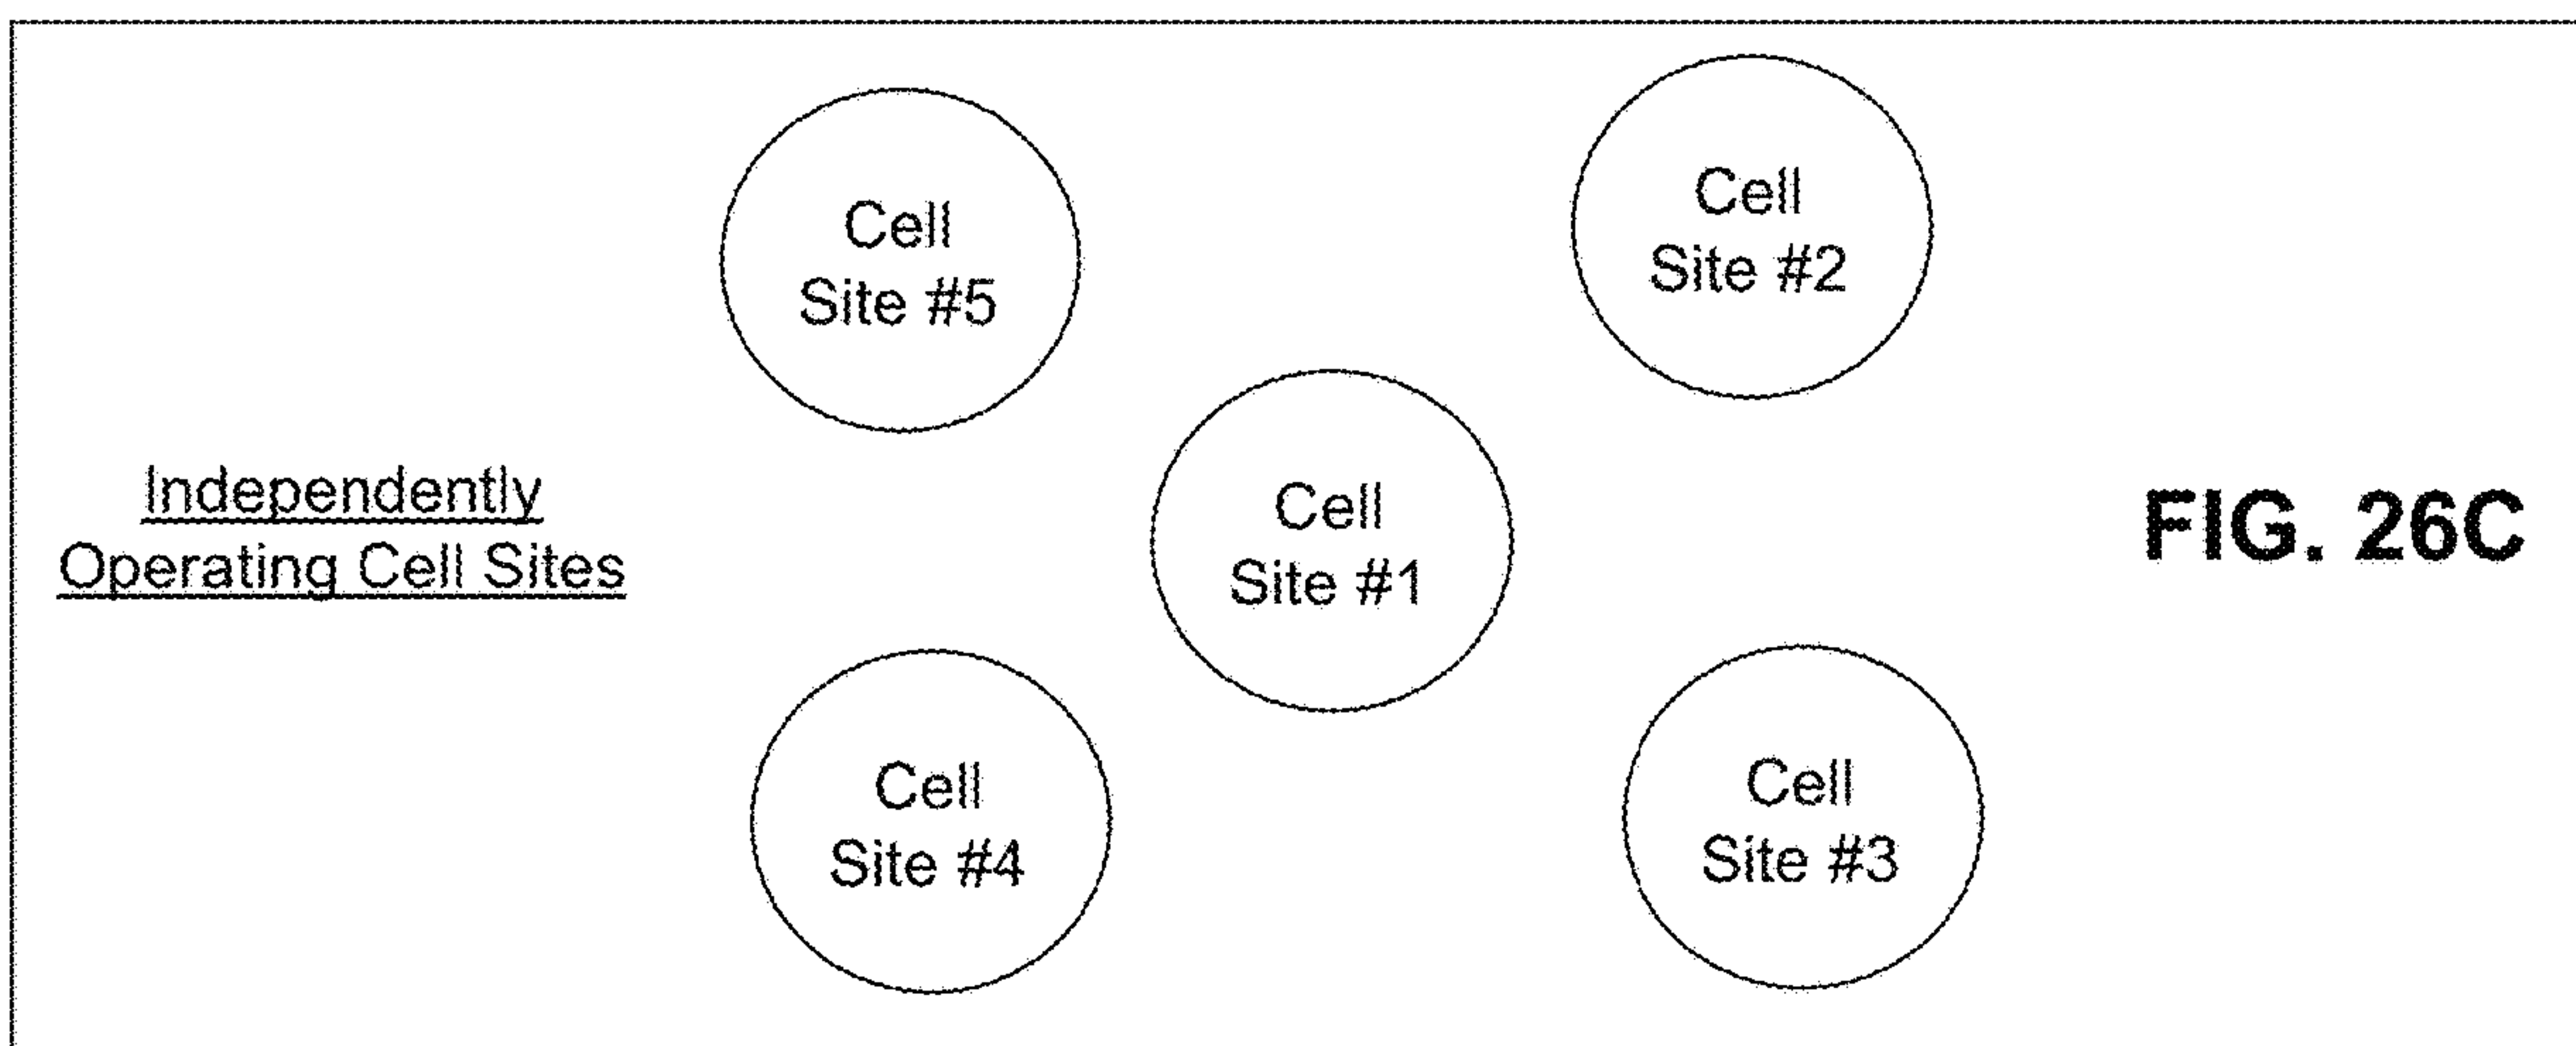 Independently
Operating Cell Sites
Cell
Site #5
Cell
Site #2
Cell
Site #1
Cell
Site #4
Cell
Site #3
FIG. 26C